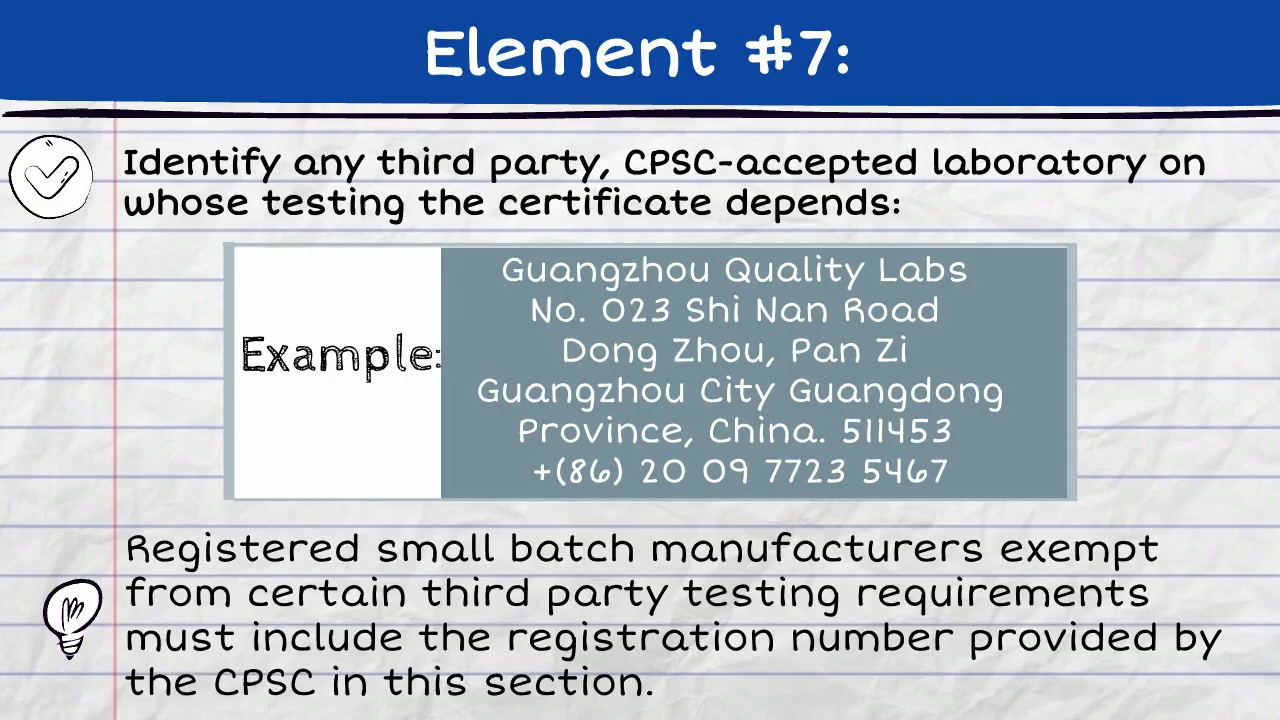 Element #7:
Identify any third party, CPSC-accepted laboratory on
whose testing the certificate depends:
Example:
Guangzhou Quality Labs
No. 023 Shi Nan Road
Dong Zhou, Pan Zi
Guangzhou City Guangdong
Province, China. 511453
+(86) 20 09 7723 5467
Registered small batch manufacturers exempt
from certain third party testing requirements
must include the registration number provided by
the CPSC in this section.